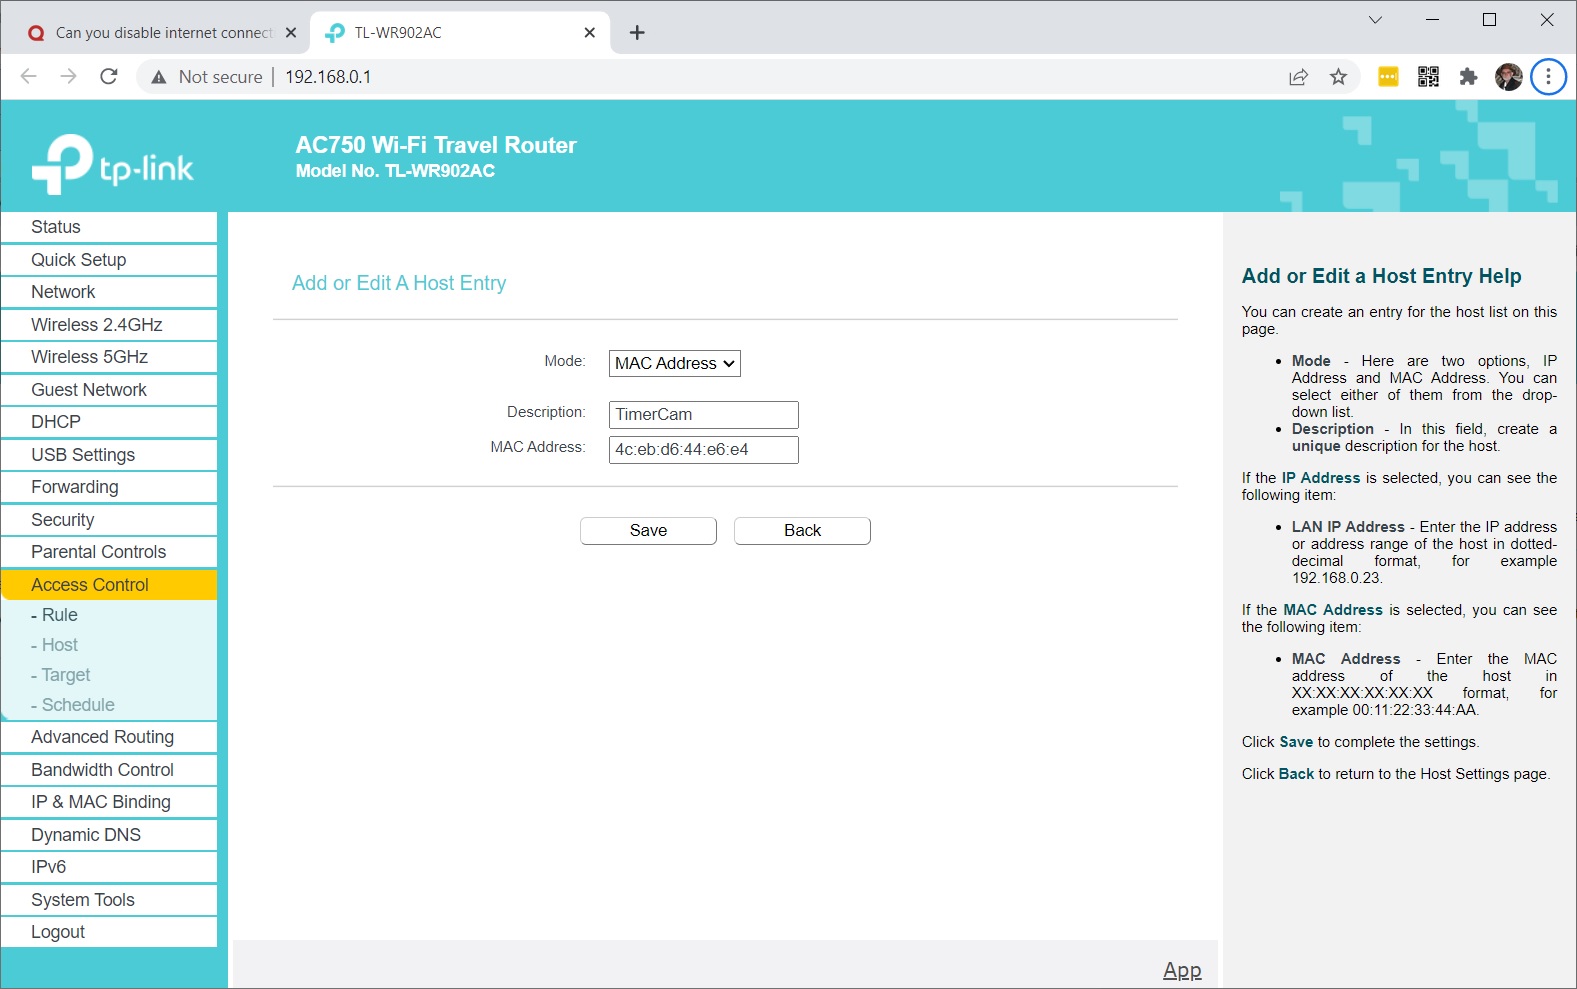 Can you disable internet connect
TL-WR902AC
Not secure
192.168.0.1
tp-link
AC750 Wi-Fi Travel Router
Model No. TL-WR902AC
Status
Quick Setup
Network
Wireless 2.4GHz
Wireless 5GHz
Guest Network
DHCP
USB Settings
Forwarding
Security
Parental Controls
Access Control
- Rule
- Host
- Target
- Schedule
Advanced Routing
Bandwidth Control
IP & MAC Binding
Dynamic DNS
IPv6
System Tools
Logout
Add or Edit A Host Entry
Mode: MAC Address
Description: TimerCam
MAC Address: 4c:eb:d6:44:e6:e4
Save Back
App
Add or Edit a Host Entry Help
You can create an entry for the host list on this
page.
• Mode - Here are two options, IP
Address and MAC Address. You can
select either of them from the drop-
down list.
• Description - In this field, create a
unique description for the host.
If the IP Address is selected, you can see the
following item:
• LAN IP Address - Enter the IP address
or address range of the host in dotted-
decimal format, for example
192.168.0.23.
If the MAC Address is selected, you can see
the following item:
• MAC Address - Enter the MAC
address of the host in
XX:XX:XX:XX:XX:XX format, for
example 00:11:22:33:44:AA.
Click Save to complete the settings.
Click Back to return to the Host Settings page.